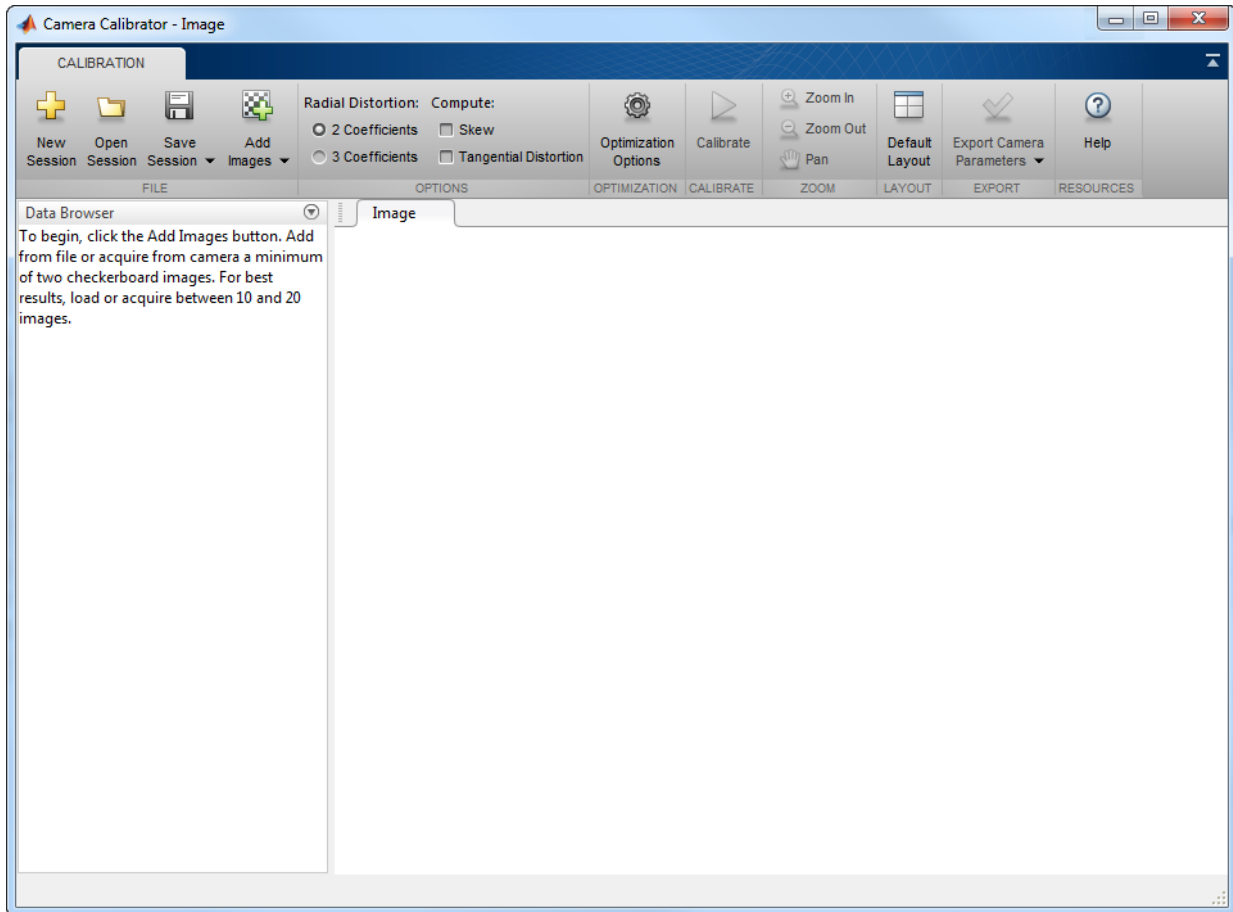 Camera Calibrator - Image
CALIBRATION
New Session
Open Session
Save Session
Add Images
Radial Distortion:
2 Coefficients
3 Coefficients
Compute:
Skew
Tangential Distortion
Optimization Options
Calibrate
Zoom In
Zoom Out
Pan
Default Layout
Export Camera Parameters
Help
FILE
OPTIONS
OPTIMIZATION
CALIBRATE
ZOOM
LAYOUT
EXPORT
RESOURCES
Data Browser
Image
To begin, click the Add Images button. Add
from file or acquire from camera a minimum
of two checkerboard images. For best
results, load or acquire between 10 and 20
images.